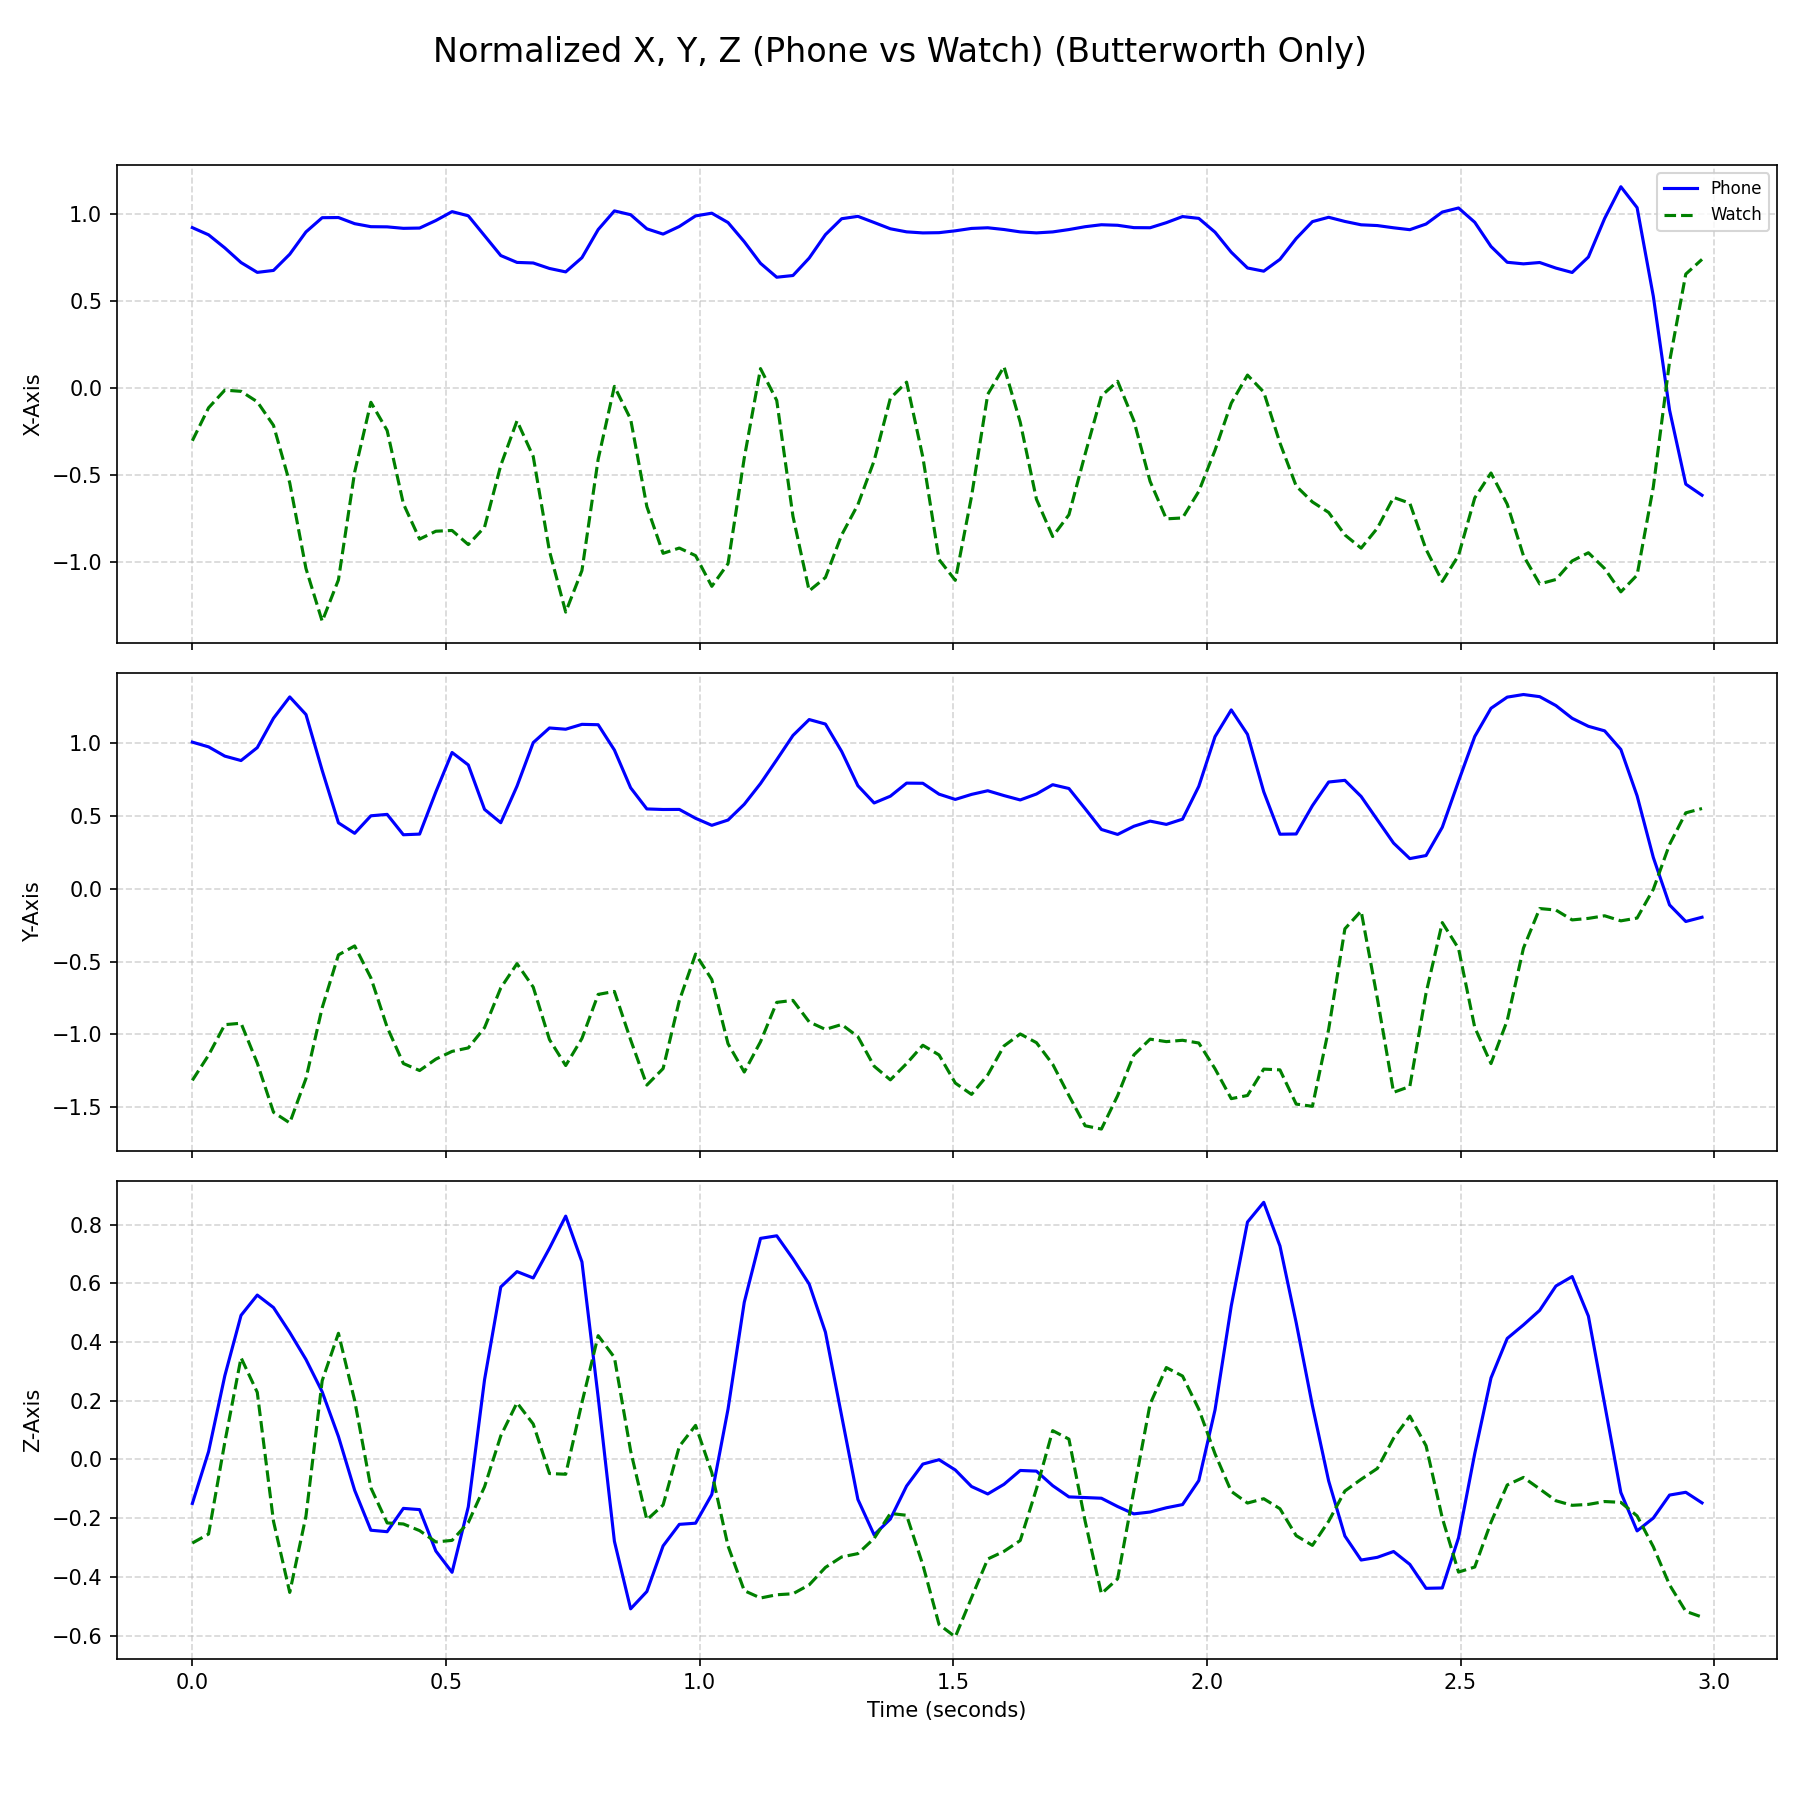 Normalized X, Y, Z (Phone vs Watch) (Butterworth Only)
Phone
Watch
1.0
0.5
0.0
−0.5
−1.0
X-Axis
1.0
0.5
0.0
−0.5
−1.0
−1.5
Y-Axis
0.8
0.6
0.4
0.2
0.0
−0.2
−0.4
−0.6
Z-Axis
0.0 0.5 1.0 1.5 2.0 2.5 3.0
Time (seconds)